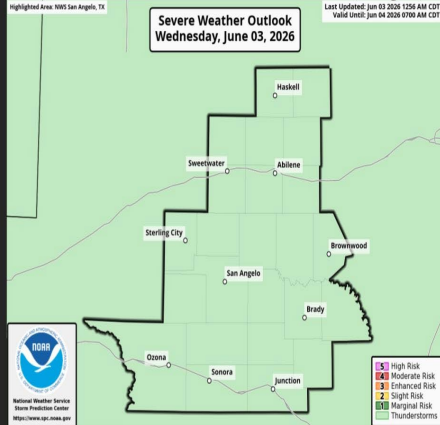 Highlighted Area: NWS San Angelo, TX
Severe Weather Outlook
Wednesday, June 03, 2026
Last Updated: Jun 03 2026 1256 AM CDT
Valid Until: Jun 04 2026 0700 AM CDT
Haskell
Sweetwater
Abilene
Sterling City
Brownwood
San Angelo
Brady
Ozona
Sonora
Junction
NOAA
National Weather Service
Storm Prediction Center
https://www.spc.noaa.gov
5 High Risk
4 Moderate Risk
3 Enhanced Risk
2 Slight Risk
1 Marginal Risk
Thunderstorms